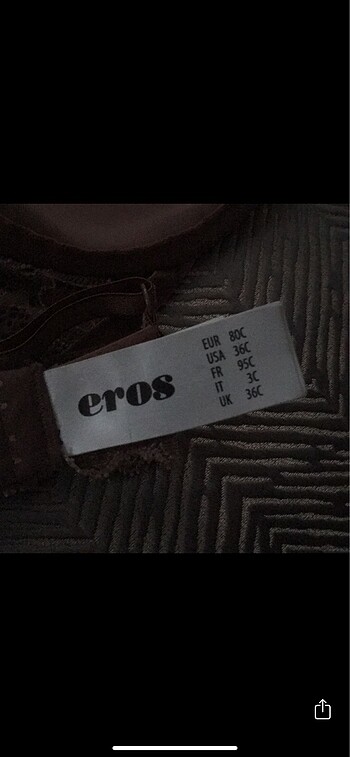 eros
EUR 80C
USA 36C
FR 95C
IT 3C
UK 36C